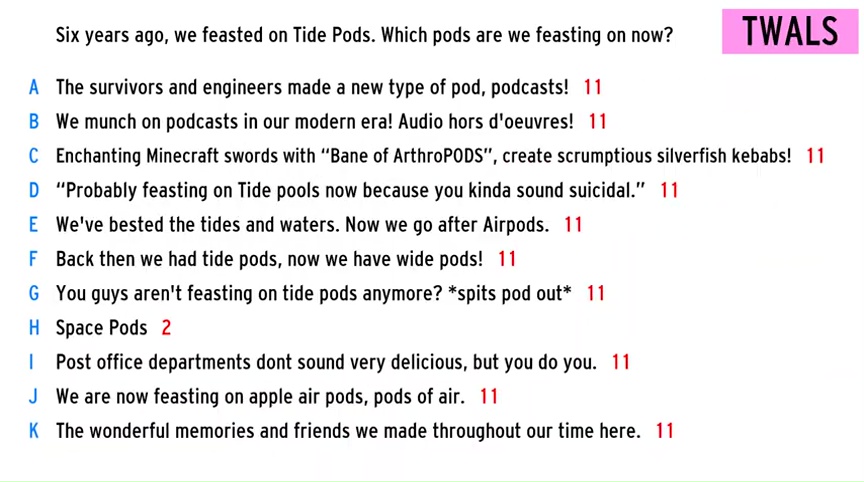 Six years ago, we feasted on Tide Pods. Which pods are we feasting on now?
TWALS
A The survivors and engineers made a new type of pod, podcasts! 11
B We munch on podcasts in our modern era! Audio hors d'oeuvres! 11
C Enchanting Minecraft swords with “Bane of ArthroPODS”, create scrumptious silverfish kebabs! 11
D “Probably feasting on Tide pools now because you kinda sound suicidal.” 11
E We've bested the tides and waters. Now we go after Airpods. 11
F Back then we had tide pods, now we have wide pods! 11
G You guys aren't feasting on tide pods anymore? *spits pod out* 11
H Space Pods 2
I Post office departments dont sound very delicious, but you do you. 11
J We are now feasting on apple air pods, pods of air. 11
K The wonderful memories and friends we made throughout our time here. 11